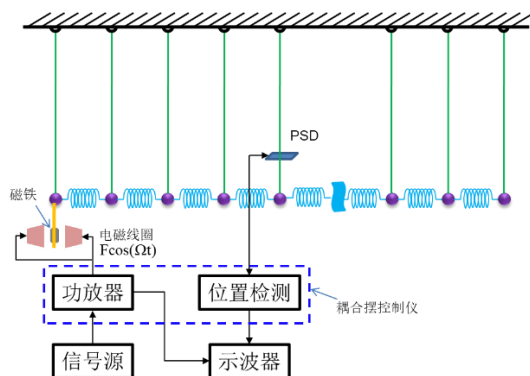 PSD
磁铁
电磁线圈
Fcos(Ωt)
功放器
位置检测
耦合摆控制仪
信号源
示波器